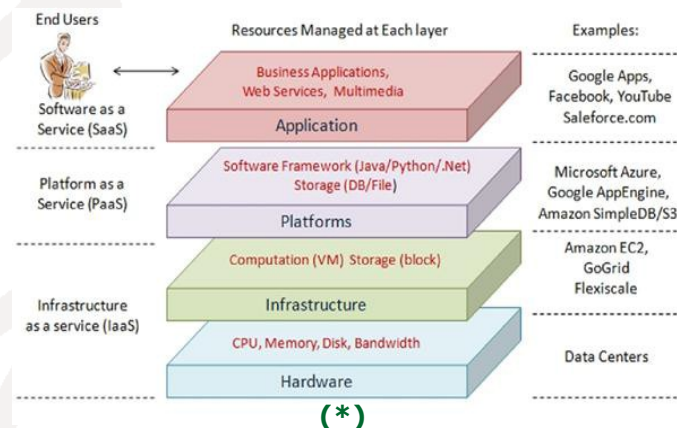 End Users
Resources Managed at Each layer
Examples:
Business Applications,
Web Services, Multimedia
Application
Software as a
Service (SaaS)
Google Apps,
Facebook, YouTube
Saleforce.com
Software Framework (Java/Python/.Net)
Storage (DB/File)
Platforms
Platform as a
Service (PaaS)
Microsoft Azure,
Google AppEngine,
Amazon SimpleDB/S3
Computation (VM) Storage (block)
Infrastructure
Amazon EC2,
GoGrid
Flexiscale
Infrastructure
as a service (IaaS)
CPU, Memory, Disk, Bandwidth
Hardware
Data Centers
(*)